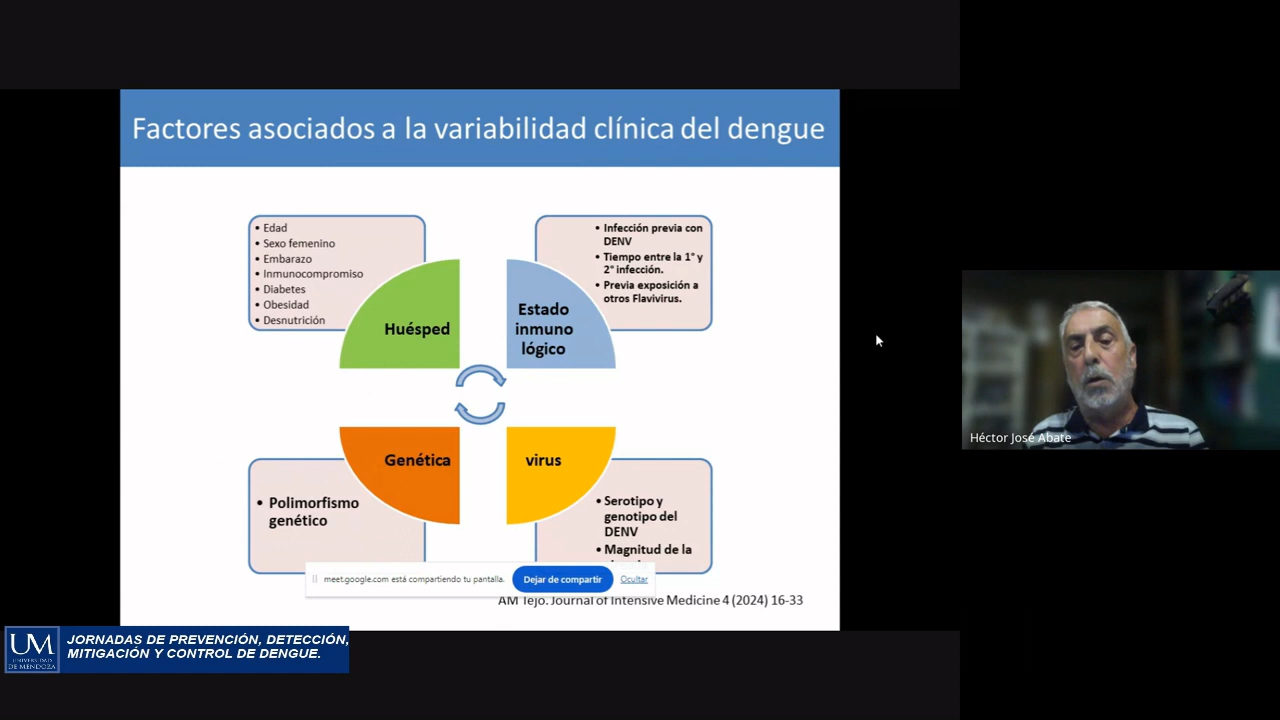 Factores asociados a la variabilidad clínica del dengue
• Edad
• Sexo femenino
• Embarazo
• Inmunocompromiso
• Diabetes
• Obesidad
• Desnutrición
Huésped
• Infección previa con
DENV
• Tiempo entre la 1° y
2° infección.
• Previa exposición a
otros Flavivirus.
Estado
inmuno
lógico
Genética
• Polimorfismo
genético
virus
• Serotipo y
genotipo del
DENV
• Magnitud de la
meet.google.com está compartiendo tu pantalla.
Dejar de compartir
Ocultar
AM Tejo. Journal of Intensive Medicine 4 (2024) 16-33
Héctor José Abate
UM
UNIVERSIDAD
DE MENDOZA
JORNADAS DE PREVENCIÓN, DETECCIÓN,
MITIGACIÓN Y CONTROL DE DENGUE.